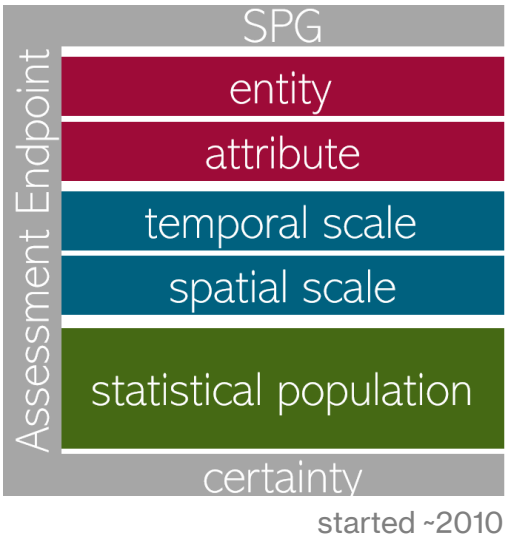 SPG
Assessment Endpoint
entity
attribute
temporal scale
spatial scale
statistical population
certainty
started ~2010